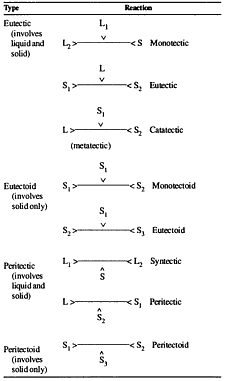 Type Reaction
Eutectic
(involves
liquid and
solid)
L1
L2> <S Monotectic
L
S1> <S2 Eutectic
S1
L> <S2 Catatectic
(metatectic)
Eutectoid
(involves
solid only)
S1
S1> <S2 Monotectoid
S1
S2> <S3 Eutectoid
Peritectic
(involves
liquid and
solid)
L1> <L2 Syntectic
S
L> <S1 Peritectic
S2
Peritectoid
(involves
solid only)
S1> <S2 Peritectoid
S3